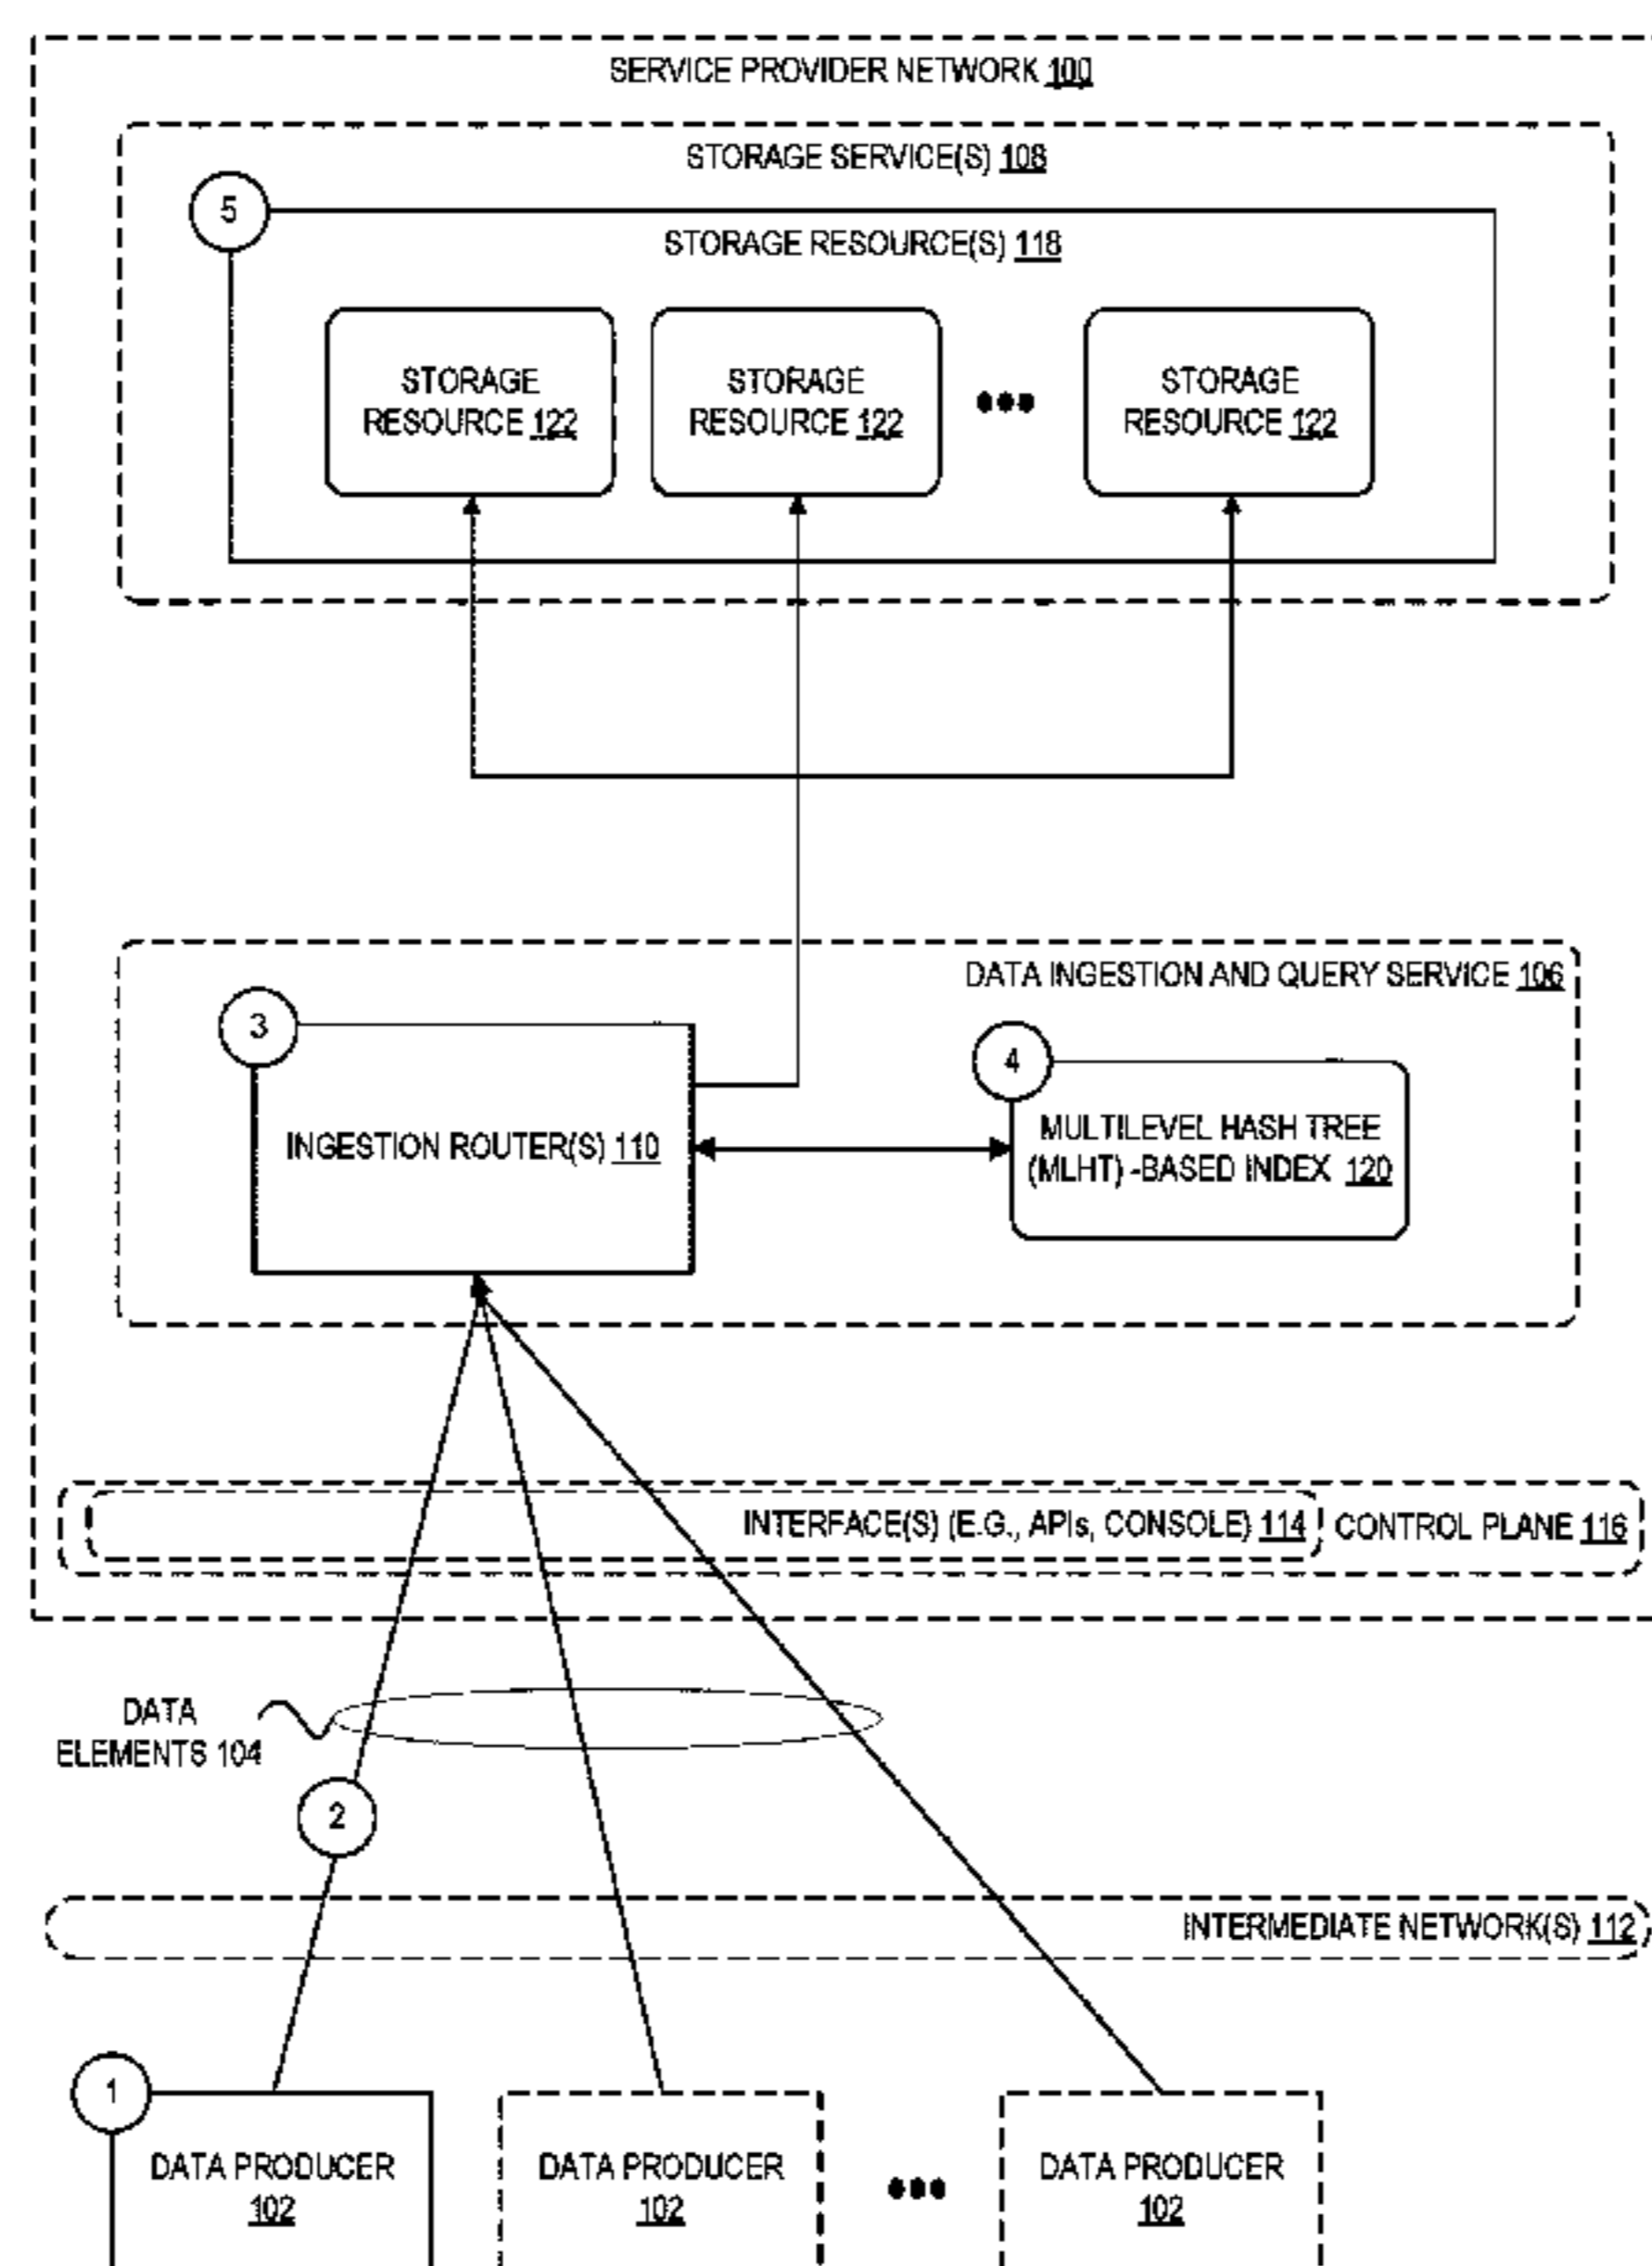 SERVICE PROVIDER NETWORK 100
STORAGE SERVICE(S) 108
5
STORAGE RESOURCE(S) 118
STORAGE
RESOURCE 122
STORAGE
RESOURCE 122
STORAGE
RESOURCE 122
DATA INGESTION AND QUERY SERVICE 106
3
4
INGESTION ROUTER(S) 110
MULTILEVEL HASH TREE
(MLHT) -BASED INDEX 120
INTERFACE(S) (E.G., APIs, CONSOLE) 114
CONTROL PLANE 116
DATA
ELEMENTS 104
2
INTERMEDIATE NETWORK(S) 112
1
DATA PRODUCER
102
DATA PRODUCER
102
DATA PRODUCER
102